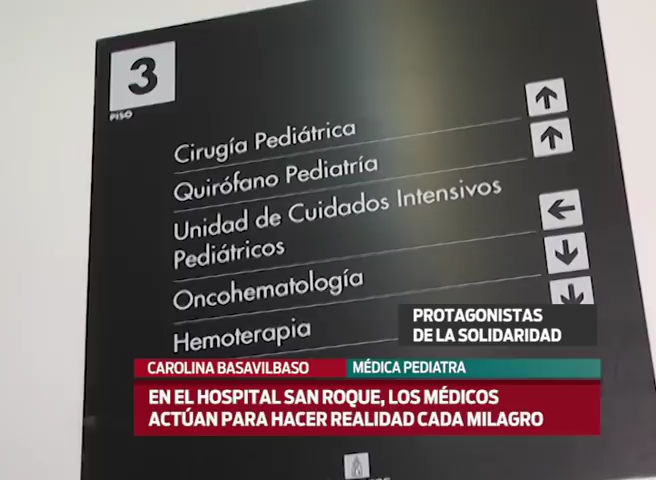 3
PISO
Cirugía Pediátrica
Quirófano Pediatría
Unidad de Cuidados Intensivos
Pediátricos
Oncohematología
Hemoterapia
PROTAGONISTAS
DE LA SOLIDARIDAD
CAROLINA BASAVILBASO MÉDICA PEDIATRA
EN EL HOSPITAL SAN ROQUE, LOS MÉDICOS
ACTÚAN PARA HACER REALIDAD CADA MILAGRO